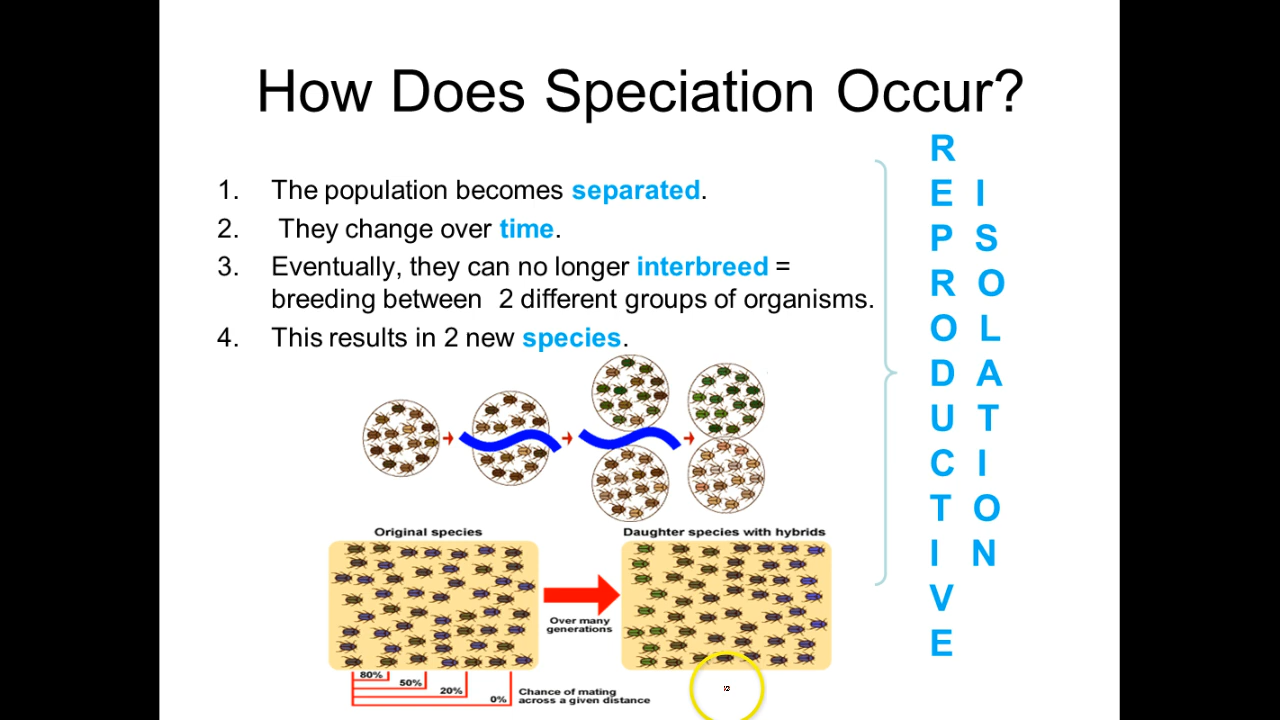 How Does Speciation Occur?
1. The population becomes separated.
2. They change over time.
3. Eventually, they can no longer interbreed =
breeding between 2 different groups of organisms.
4. This results in 2 new species.
Original species
Daughter species with hybrids
Over many
generations
80%
50%
20%
0%
Chance of mating
across a given distance
REPRODUCTIVE
ISOLATION